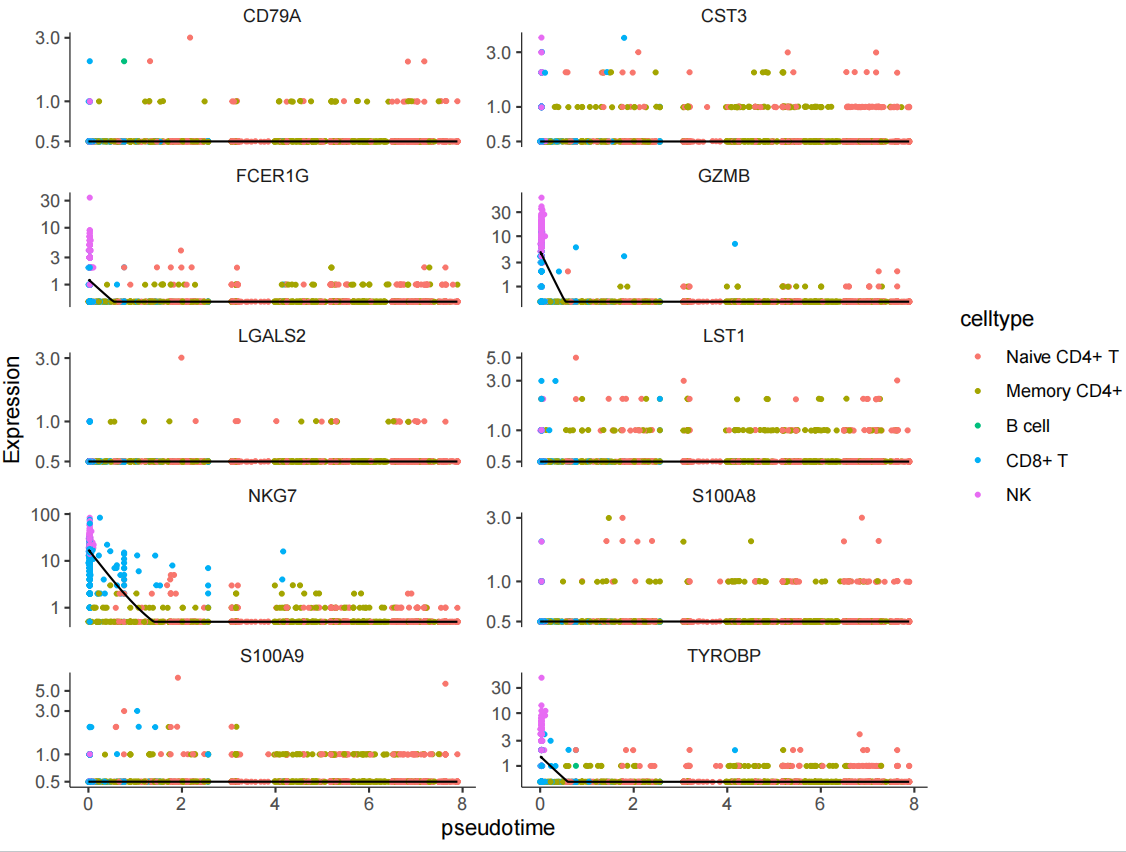 CD79A
3.0
1.0
0.5
CST3
3.0
1.0
0.5
FCER1G
30
10
3
1
GZMB
30
10
3
1
LGALS2
3.0
1.0
0.5
LST1
5.0
3.0
1.0
0.5
NKG7
100
10
1
S100A8
3.0
1.0
0.5
S100A9
5.0
3.0
1.0
0.5
0 2 4 6 8
TYROBP
30
10
3
1
0 2 4 6 8
Expression
pseudotime
celltype
Naive CD4+ T
Memory CD4+
B cell
CD8+ T
NK